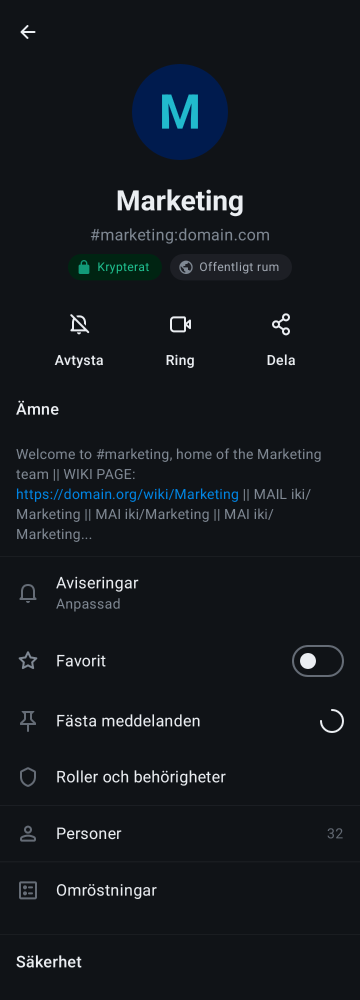 M
Marketing
#marketing:domain.com
Krypterat
Offentligt rum
Avtysta
Ring
Dela
Ämne
Welcome to #marketing, home of the Marketing
team || WIKI PAGE:
https://domain.org/wiki/Marketing || MAIL iki/
Marketing || MAI iki/Marketing || MAI iki/
Marketing...
Aviseringar
Anpassad
Favorit
Fästa meddelanden
Roller och behörigheter
Personer 32
Omröstningar
Säkerhet